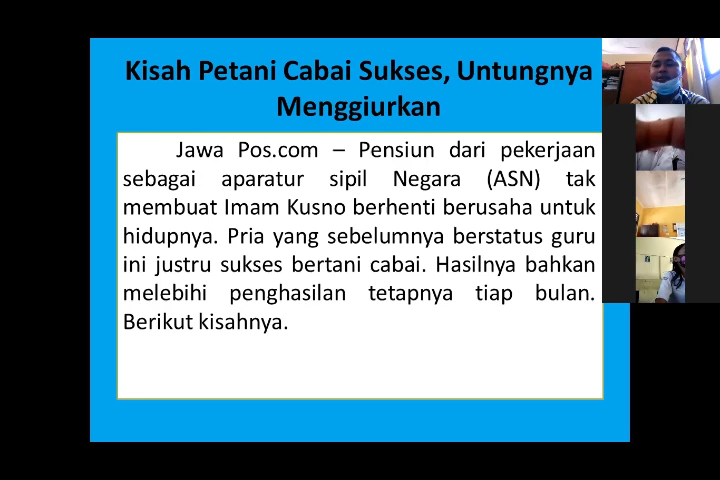 Kisah Petani Cabai Sukses, Untungnya
Menggiurkan
Jawa Pos.com – Pensiun dari pekerjaan
sebagai aparatur sipil Negara (ASN) tak
membuat Imam Kusno berhenti berusaha untuk
hidupnya. Pria yang sebelumnya berstatus guru
ini justru sukses bertani cabai. Hasilnya bahkan
melebihi penghasilan tetapnya tiap bulan.
Berikut kisahnya.